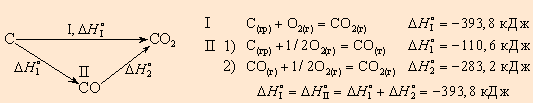 I, ΔH°I
C
CO₂
ΔH°1
II
ΔH°2
CO
I C(гр) + O₂(г) = CO₂(г) ΔH°I = −393,8 кДж
II 1) C(гр) + 1/2O₂(г) = CO(г) ΔH°1 = −110,6 кДж
2) CO(г) + 1/2O₂(г) = CO₂(г) ΔH°2 = −283,2 кДж
ΔH°I = ΔH°II = ΔH°1 + ΔH°2 = −393,8 кДж